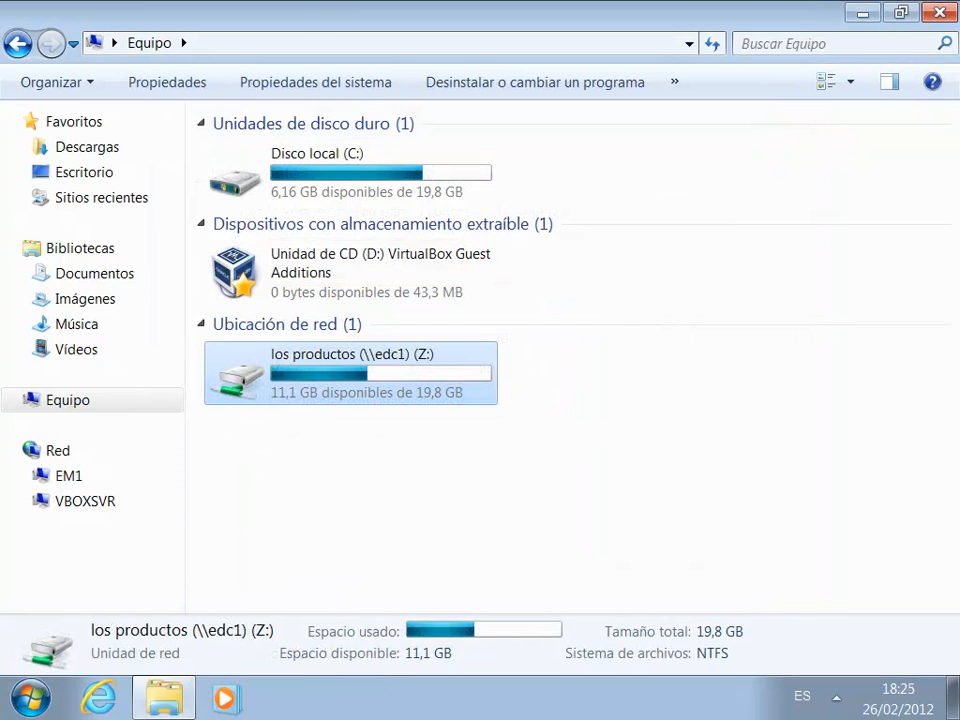 Equipo
Buscar Equipo
Organizar
Propiedades
Propiedades del sistema
Desinstalar o cambiar un programa
»
Favoritos
Descargas
Escritorio
Sitios recientes
Bibliotecas
Documentos
Imágenes
Música
Vídeos
Equipo
Red
EM1
VBOXSVR
Unidades de disco duro (1)
Disco local (C:)
6,16 GB disponibles de 19,8 GB
Dispositivos con almacenamiento extraíble (1)
Unidad de CD (D:) VirtualBox Guest
Additions
0 bytes disponibles de 43,3 MB
Ubicación de red (1)
los productos (\\edc1) (Z:)
11,1 GB disponibles de 19,8 GB
los productos (\\edc1) (Z:)
Unidad de red
Espacio usado:
Espacio disponible: 11,1 GB
Tamaño total: 19,8 GB
Sistema de archivos: NTFS
ES
18:25
26/02/2012